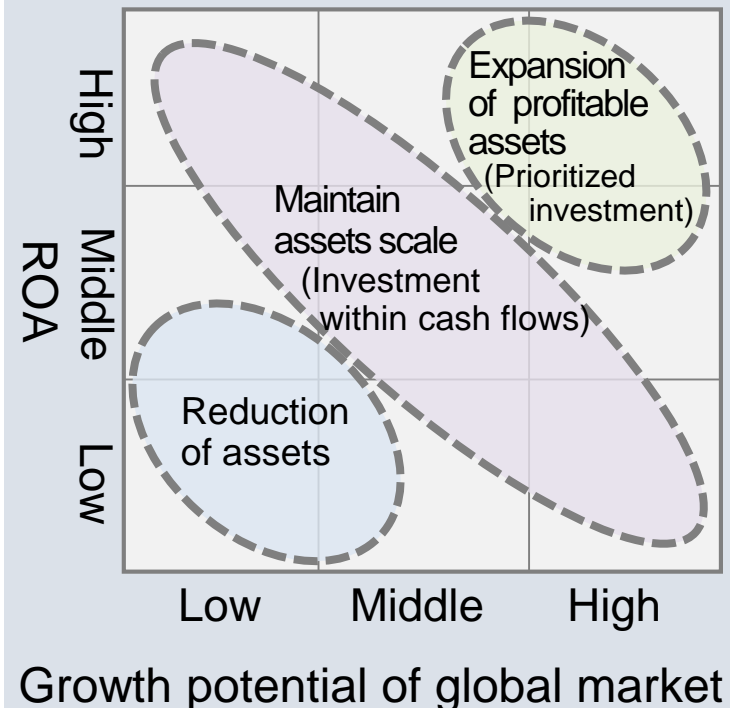 Expansion
of profitable
assets
(Prioritized
investment)
Maintain
assets scale
(Investment
within cash flows)
Reduction
of assets
High
Middle
Low
ROA
Low Middle High
Growth potential of global market